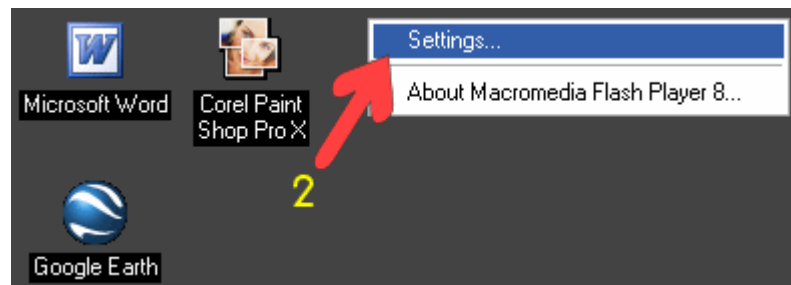 Settings...
About Macromedia Flash Player 8...
Microsoft Word
Corel Paint
Shop Pro X
2
Google Earth